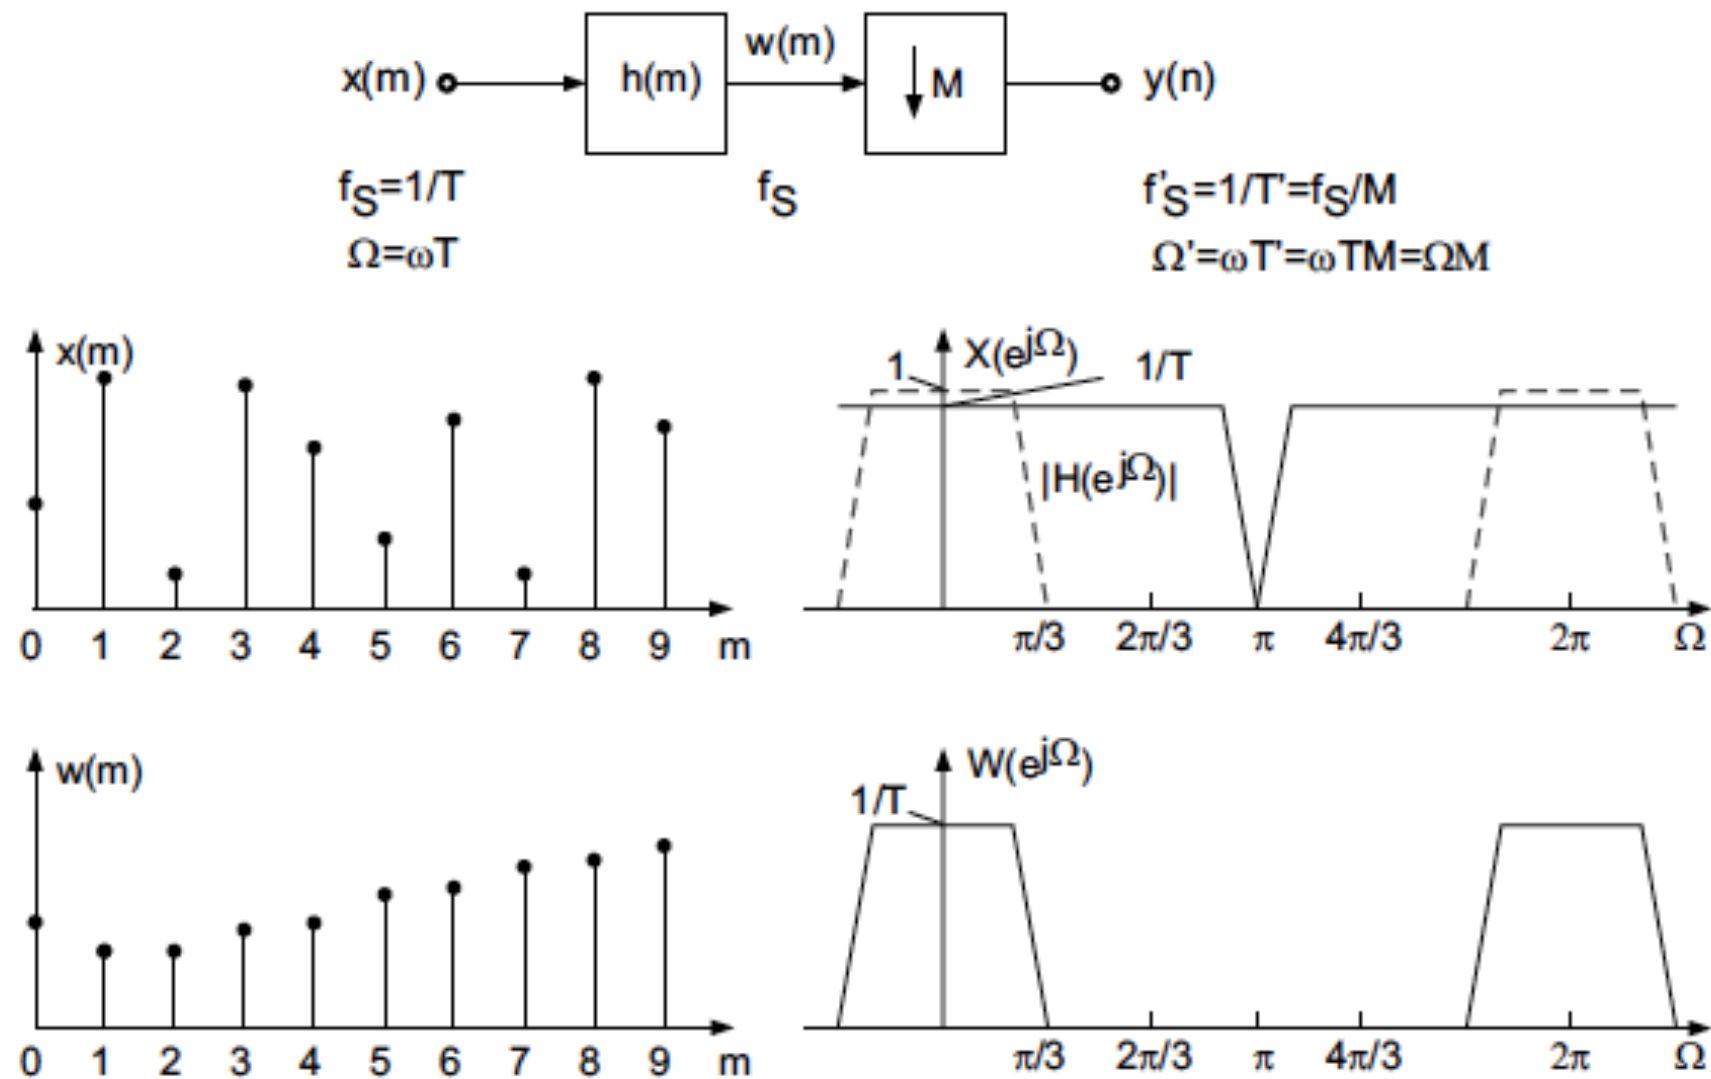 x(m) h(m) w(m) ↓ M y(n)
fS=1/T fS f'S=1/T'=fS/M
Ω=ωT Ω'=ωT'=ωTM=ΩM
x(m)
0 1 2 3 4 5 6 7 8 9 m
1 X(e^jΩ) 1/T
|H(e^jΩ)|
π/3 2π/3 π 4π/3 2π Ω
w(m)
0 1 2 3 4 5 6 7 8 9 m
W(e^jΩ)
1/T
π/3 2π/3 π 4π/3 2π Ω